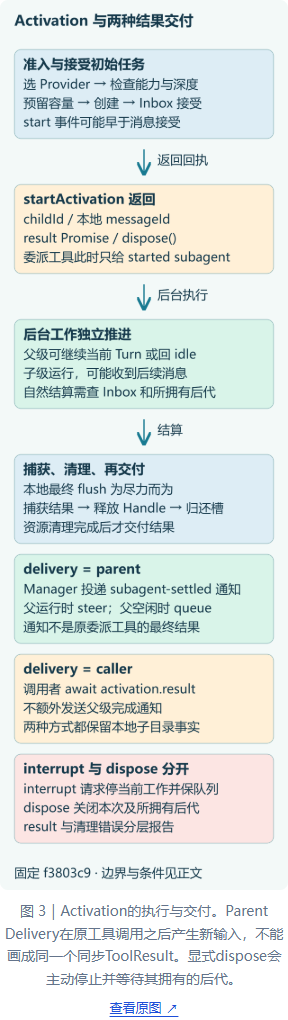 Activation 与两种结果交付
准入与接受初始任务
选 Provider → 检查能力与深度
预留容量 → 创建 → Inbox 接受
start 事件可能早于消息接受
返回回执
startActivation 返回
childId / 本地 messageId
result Promise / dispose()
委派工具此时只给 started subagent
后台执行
后台工作独立推进
父级可继续当前 Turn 或回 idle
子级运行，可能收到后续消息
自然结算需查 Inbox 和所拥有后代
结算
捕获、清理、再交付
本地最终 flush 为尽力而为
捕获结果 → 释放 Handle → 归还槽
资源清理完成后才交付结果
delivery = parent
Manager 投递 subagent-settled 通知
父运行时 steer；父空闲时 queue
通知不是原委派工具的最终结果
delivery = caller
调用者 await activation.result
不额外发送父级完成通知
两种方式都保留本地子目录事实
interrupt 与 dispose 分开
interrupt 请求停当前工作并保队列
dispose 关闭本次及所拥有后代
result 与清理错误分层报告
固定 f3803c9 · 边界与条件见正文
图 3｜Activation的执行与交付。Parent
Delivery在原工具调用之后产生新输入，不能
画成同一个同步ToolResult。显式dispose会
主动停止并等待其拥有的后代。
查看原图 ↗